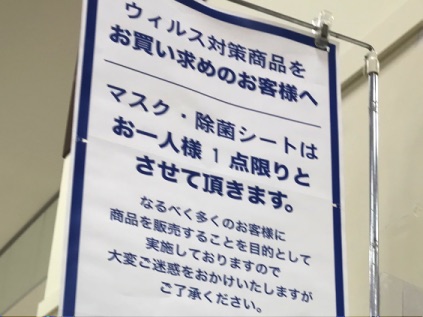 ウィルス対策商品を
お買い求めのお客様へ
マスク・除菌シートは
お一人様1点限りと
させて頂きます。
なるべく多くのお客様に
商品を販売することを目的として
実施しておりますので
大変ご迷惑をおかけいたしますが
ご了承ください。